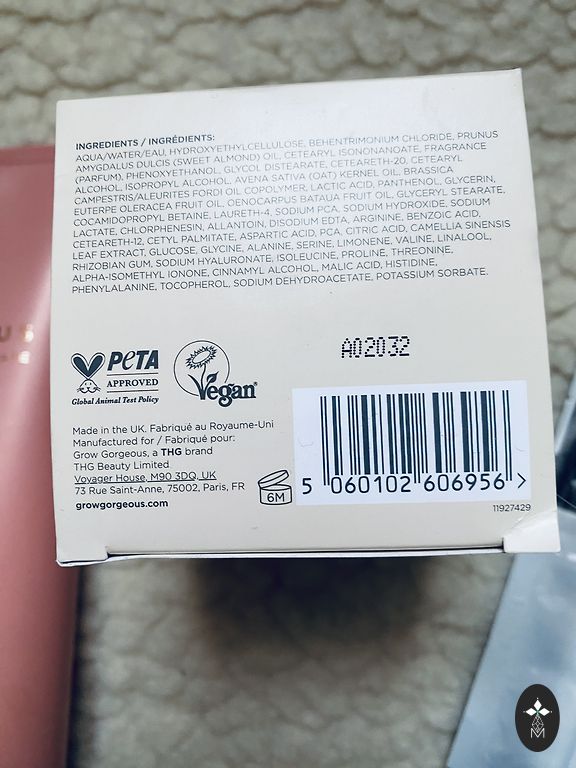 INGREDIENTS / INGRÉDIENTS:
AQUA/WATER/EAU, HYDROXYETHYLCELLULOSE, BEHENTRIMONIUM CHLORIDE, PRUNUS
AMYGDALUS DULCIS (SWEET ALMOND) OIL, CETEARYL ISONONANOATE, FRAGRANCE
(PARFUM), PHENOXYETHANOL, GLYCOL DISTEARATE, CETEARETH-20, CETEARYL
ALCOHOL, ISOPROPYL ALCOHOL, AVENA SATIVA (OAT) KERNEL OIL, BRASSICA
CAMPESTRIS/ALEURITES FORDI OIL COPOLYMER, LACTIC ACID, PANTHENOL, GLYCERIN,
EUTERPE OLERACEA FRUIT OIL, OENOCARPUS BATAUA FRUIT OIL, GLYCERYL STEARATE,
COCAMIDOPROPYL BETAINE, LAURETH-4, SODIUM PCA, SODIUM HYDROXIDE, SODIUM
LACTATE, CHLORPHENESIN, ALLANTOIN, DISODIUM EDTA, ARGININE, BENZOIC ACID,
CETEARETH-12, CETYL PALMITATE, ASPARTIC ACID, PCA, CITRIC ACID, CAMELLIA SINENSIS
LEAF EXTRACT, GLUCOSE, GLYCINE, ALANINE, SERINE, LIMONENE, VALINE, LINALOOL,
RHIZOBIAN GUM, SODIUM HYALURONATE, ISOLEUCINE, PROLINE, THREONINE,
ALPHA-ISOMETHYL IONONE, CINNAMYL ALCOHOL, MALIC ACID, HISTIDINE,
PHENYLALANINE, TOCOPHEROL, SODIUM DEHYDROACETATE, POTASSIUM SORBATE.
A02032
PETA
APPROVED
Global Animal Test Policy
Vegan
Made in the UK. Fabriqué au Royaume-Uni
Manufactured for / Fabriqué pour:
Grow Gorgeous, a THG brand
THG Beauty Limited
Voyager House, M90 3DQ, UK
73 Rue Saint-Anne, 75002, Paris, FR
growgorgeous.com
6M
5 060102 606956 >
11927429
U S
M